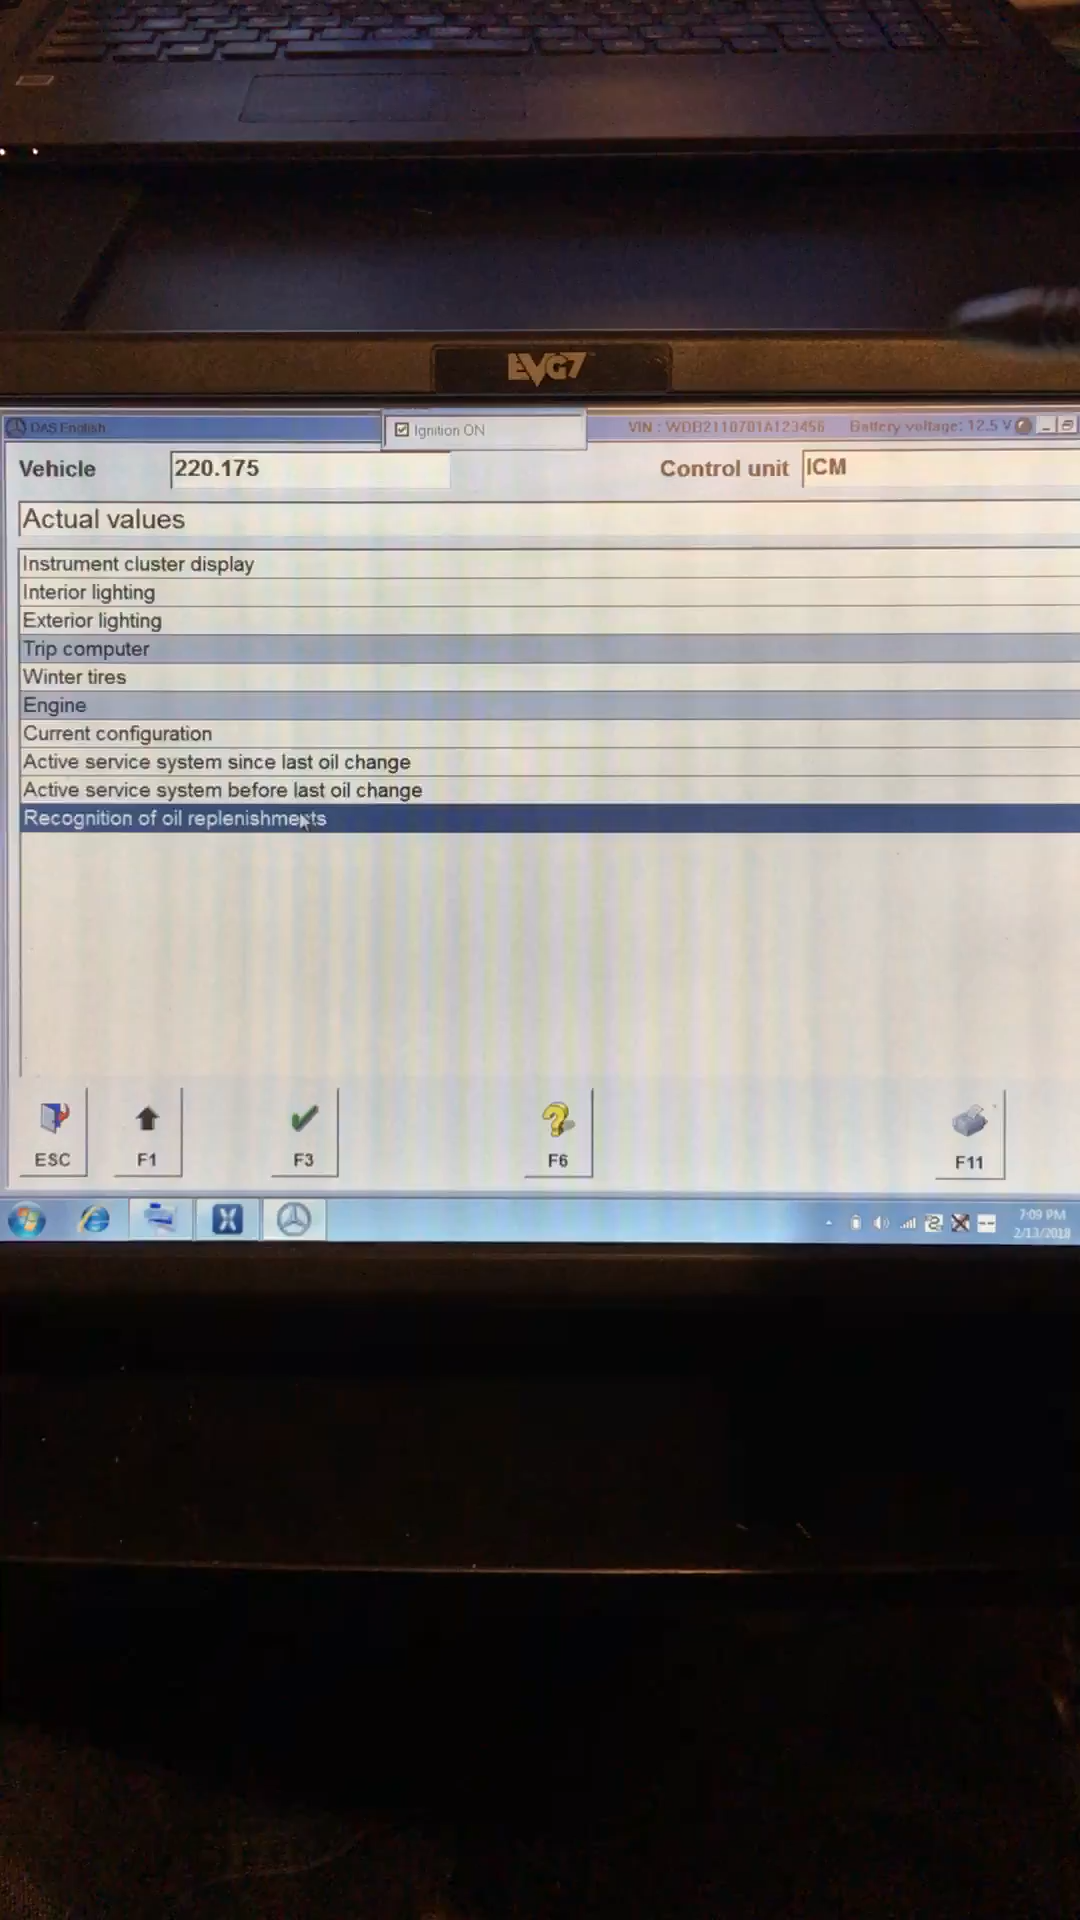 EVG7
DAS English
Ignition ON
VIN : WDB2110701A123456 Battery voltage: 12.5 V
Vehicle 220.175 Control unit ICM
Actual values
Instrument cluster display
Interior lighting
Exterior lighting
Trip computer
Winter tires
Engine
Current configuration
Active service system since last oil change
Active service system before last oil change
Recognition of oil replenishments
ESC F1 F3 F6 F11
7:09 PM
2/13/2018